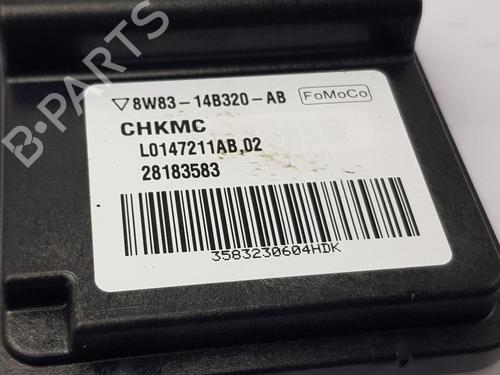 B-PARTS
▽8W83-14B320-AB FoMoCo
CHKMC
L0147211AB,02
28183583
3583230604HDK